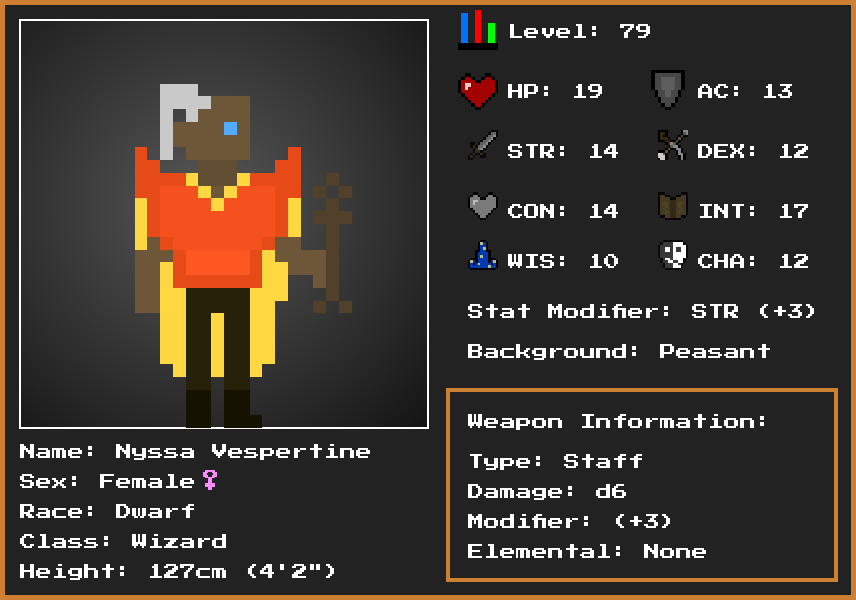 Level: 79
HP: 19 AC: 13
STR: 14 DEX: 12
CON: 14 INT: 17
WIS: 10 CHA: 12
Stat Modifier: STR (+3)
Background: Peasant
Name: Nyssa Vespertine
Sex: Female♀
Race: Dwarf
Class: Wizard
Height: 127cm (4'2")
Weapon Information:
Type: Staff
Damage: d6
Modifier: (+3)
Elemental: None